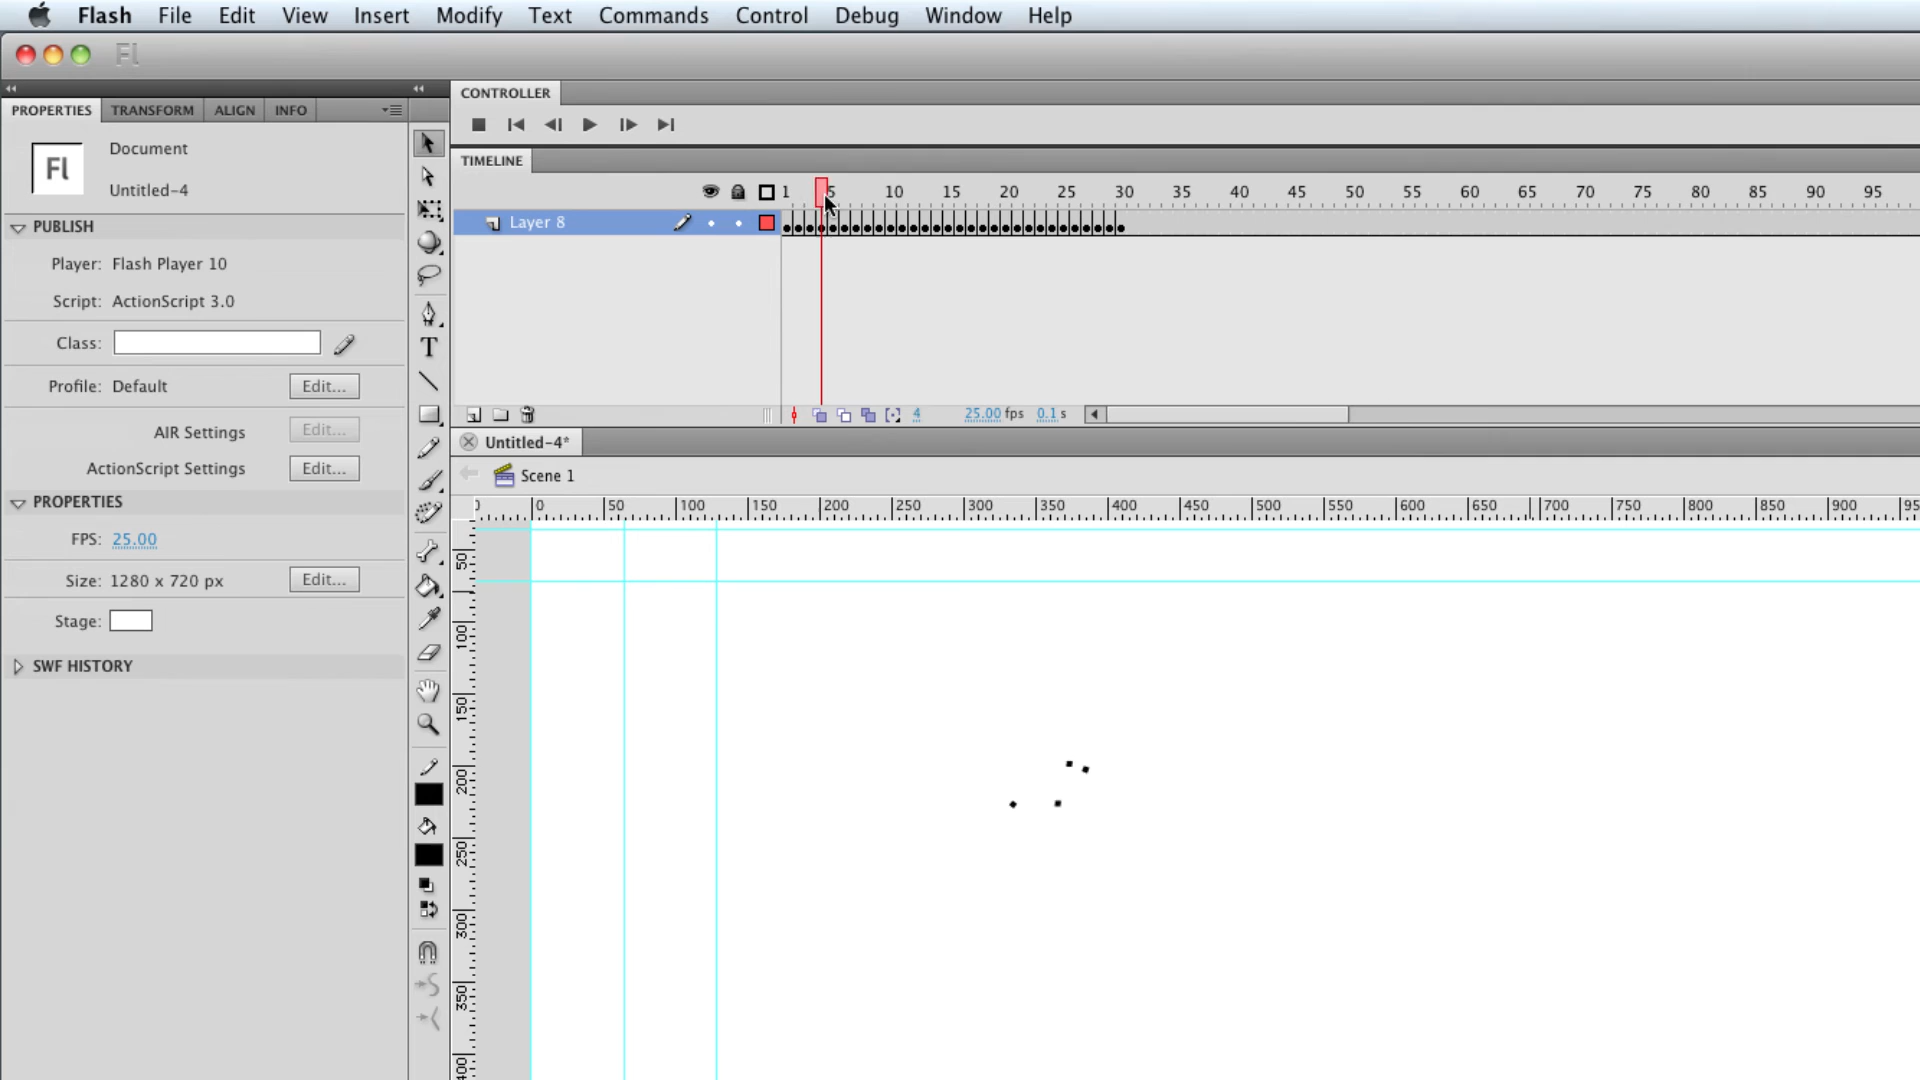 Flash File Edit View Insert Modify Text Commands Control Debug Window Help
Fl
CONTROLLER
PROPERTIES TRANSFORM ALIGN INFO
Fl
Document
Untitled-4
PUBLISH
Player: Flash Player 10
Script: ActionScript 3.0
Class:
Profile: Default Edit...
AIR Settings Edit...
ActionScript Settings Edit...
PROPERTIES
FPS: 25.00
Size: 1280 x 720 px Edit...
Stage:
SWF HISTORY
T
TIMELINE
1 5 10 15 20 25 30 35 40 45 50 55 60 65 70 75 80 85 90 95
Layer 8
4 25.00 fps 0.1 s
Untitled-4*
Scene 1
0 50 100 150 200 250 300 350 400 450 500 550 600 650 700 750 800 850 900 95
50
100
150
200
250
300
350
400